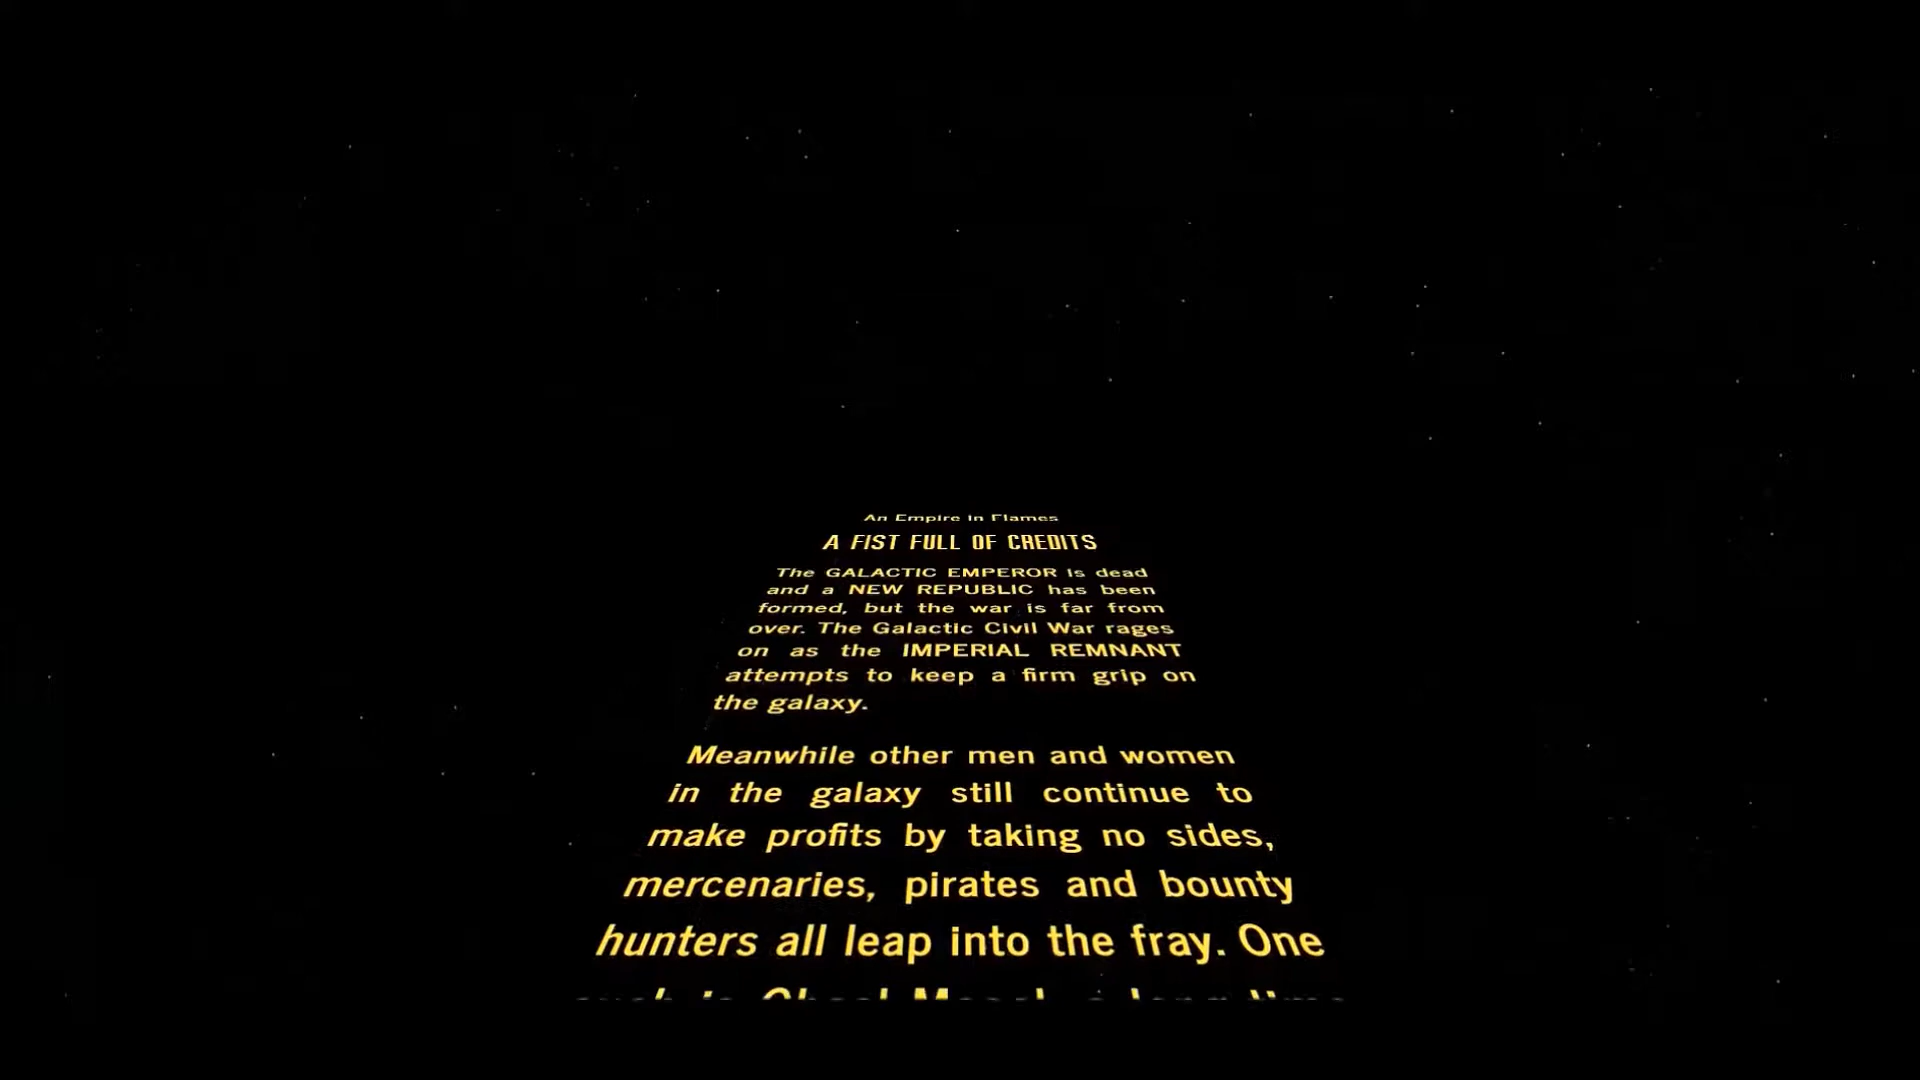 An Empire in Flames
A FIST FULL OF CREDITS
The GALACTIC EMPEROR is dead
and a NEW REPUBLIC has been
formed, but the war is far from
over. The Galactic Civil War rages
on as the IMPERIAL REMNANT
attempts to keep a firm grip on
the galaxy.
Meanwhile other men and women
in the galaxy still continue to
make profits by taking no sides,
mercenaries, pirates and bounty
hunters all leap into the fray. One